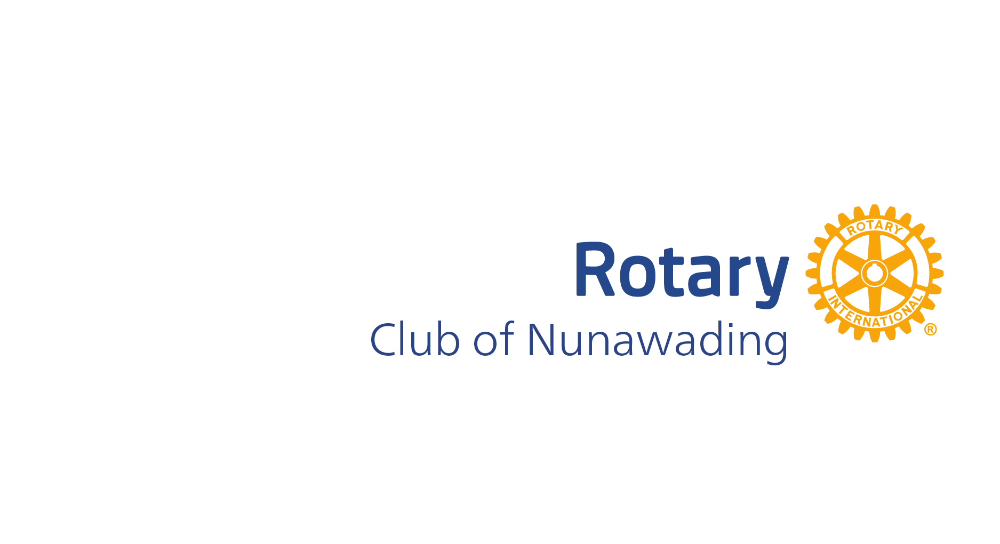 Rotary
Club of Nunawading
ROTARY
INTERNATIONAL
®